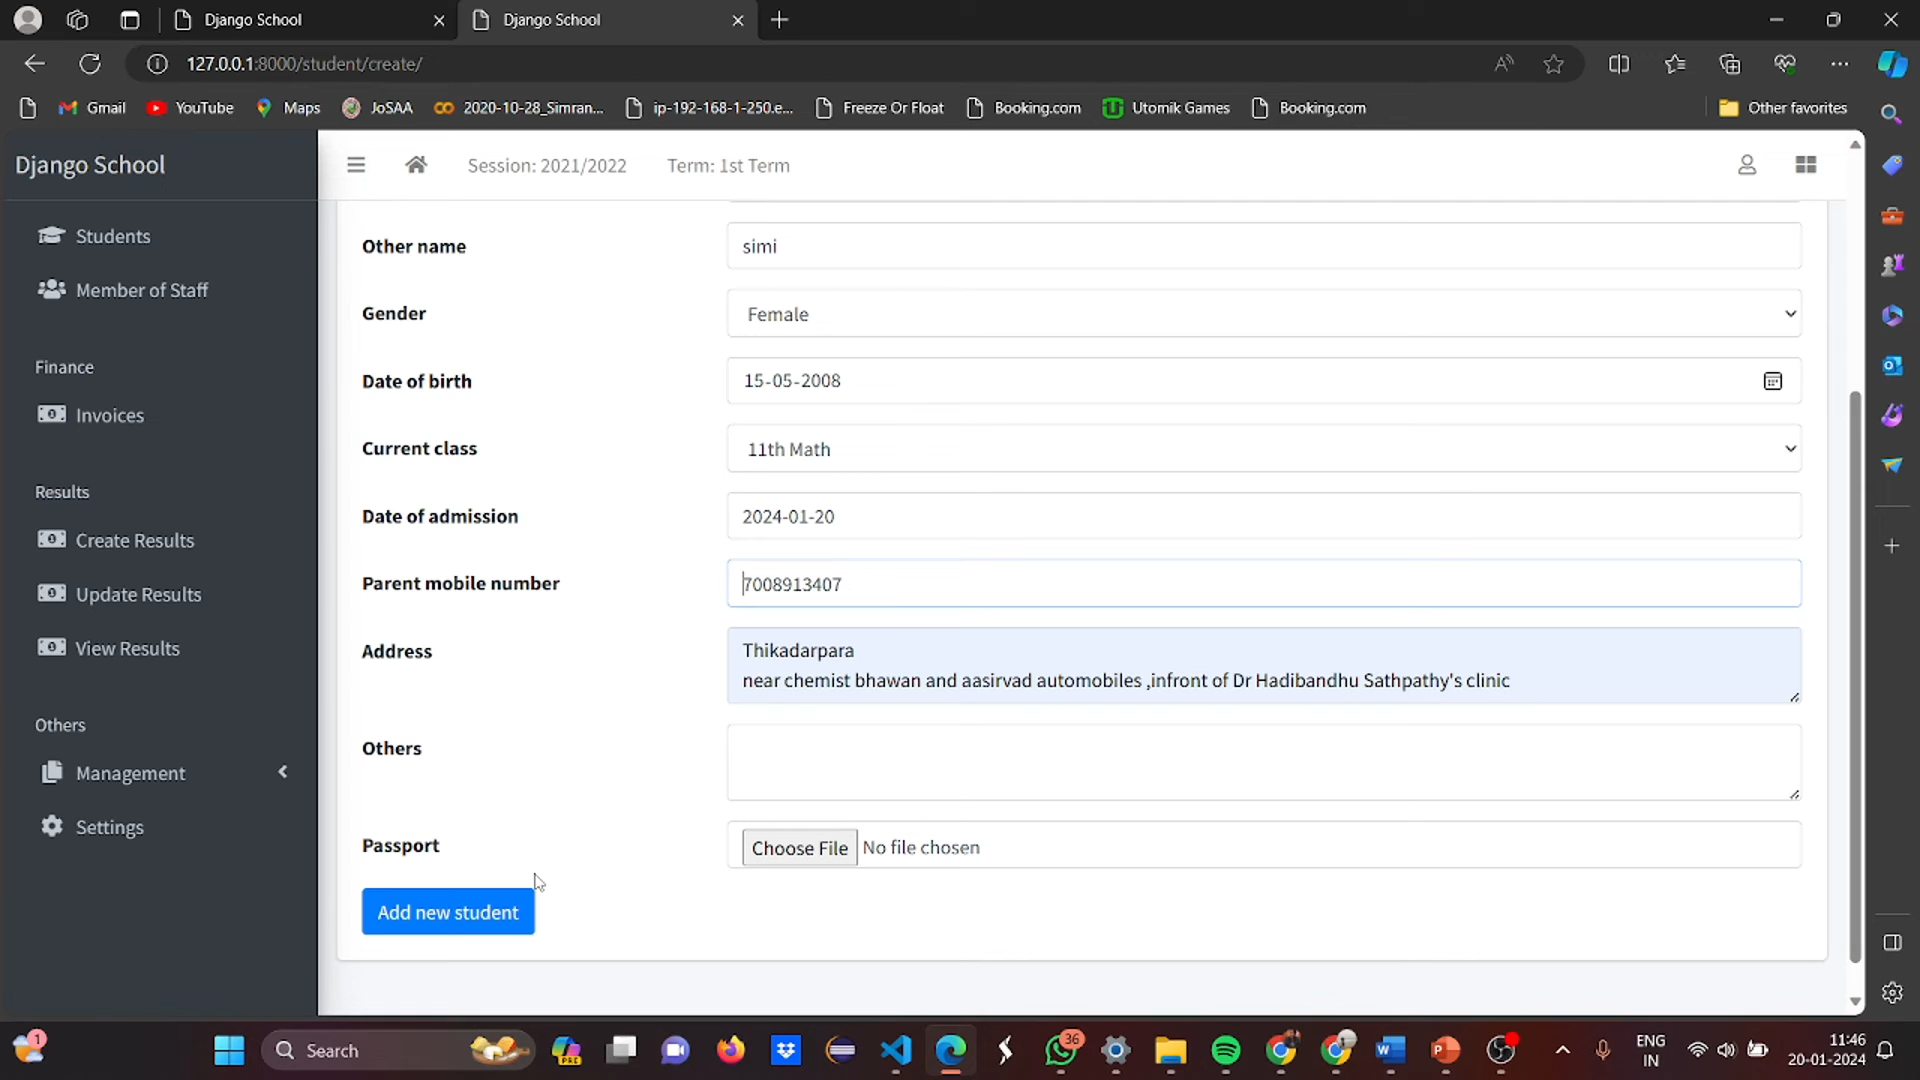 Django School
Django School
127.0.0.1:8000/student/create/
Gmail
YouTube
Maps
JoSAA
2020-10-28_Simran...
ip-192-168-1-250.e...
Freeze Or Float
Booking.com
Utomik Games
Booking.com
Other favorites
Django School
Session: 2021/2022
Term: 1st Term
Students
Member of Staff
Finance
Invoices
Results
Create Results
Update Results
View Results
Others
Management
Settings
Other name
simi
Gender
Female
Date of birth
15-05-2008
Current class
11th Math
Date of admission
2024-01-20
Parent mobile number
7008913407
Address
Thikadarpara
near chemist bhawan and aasirvad automobiles ,infront of Dr Hadibandhu Sathpathy's clinic
Others
Passport
Choose File
No file chosen
Add new student
1
Search
PRE
36
ENG
IN
11:46
20-01-2024